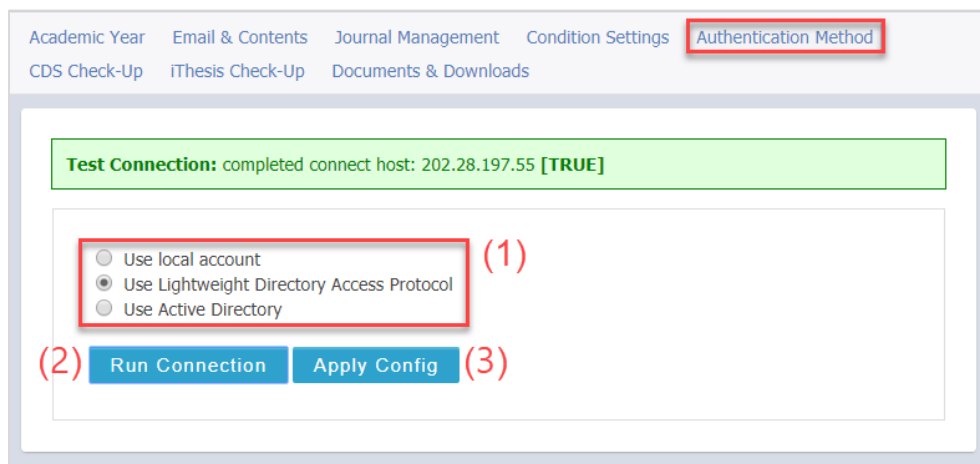 Academic Year Email & Contents Journal Management Condition Settings Authentication Method
CDS Check-Up iThesis Check-Up Documents & Downloads
Test Connection: completed connect host: 202.28.197.55 [TRUE]
(1)
Use local account
Use Lightweight Directory Access Protocol
Use Active Directory
(2) Run Connection Apply Config (3)